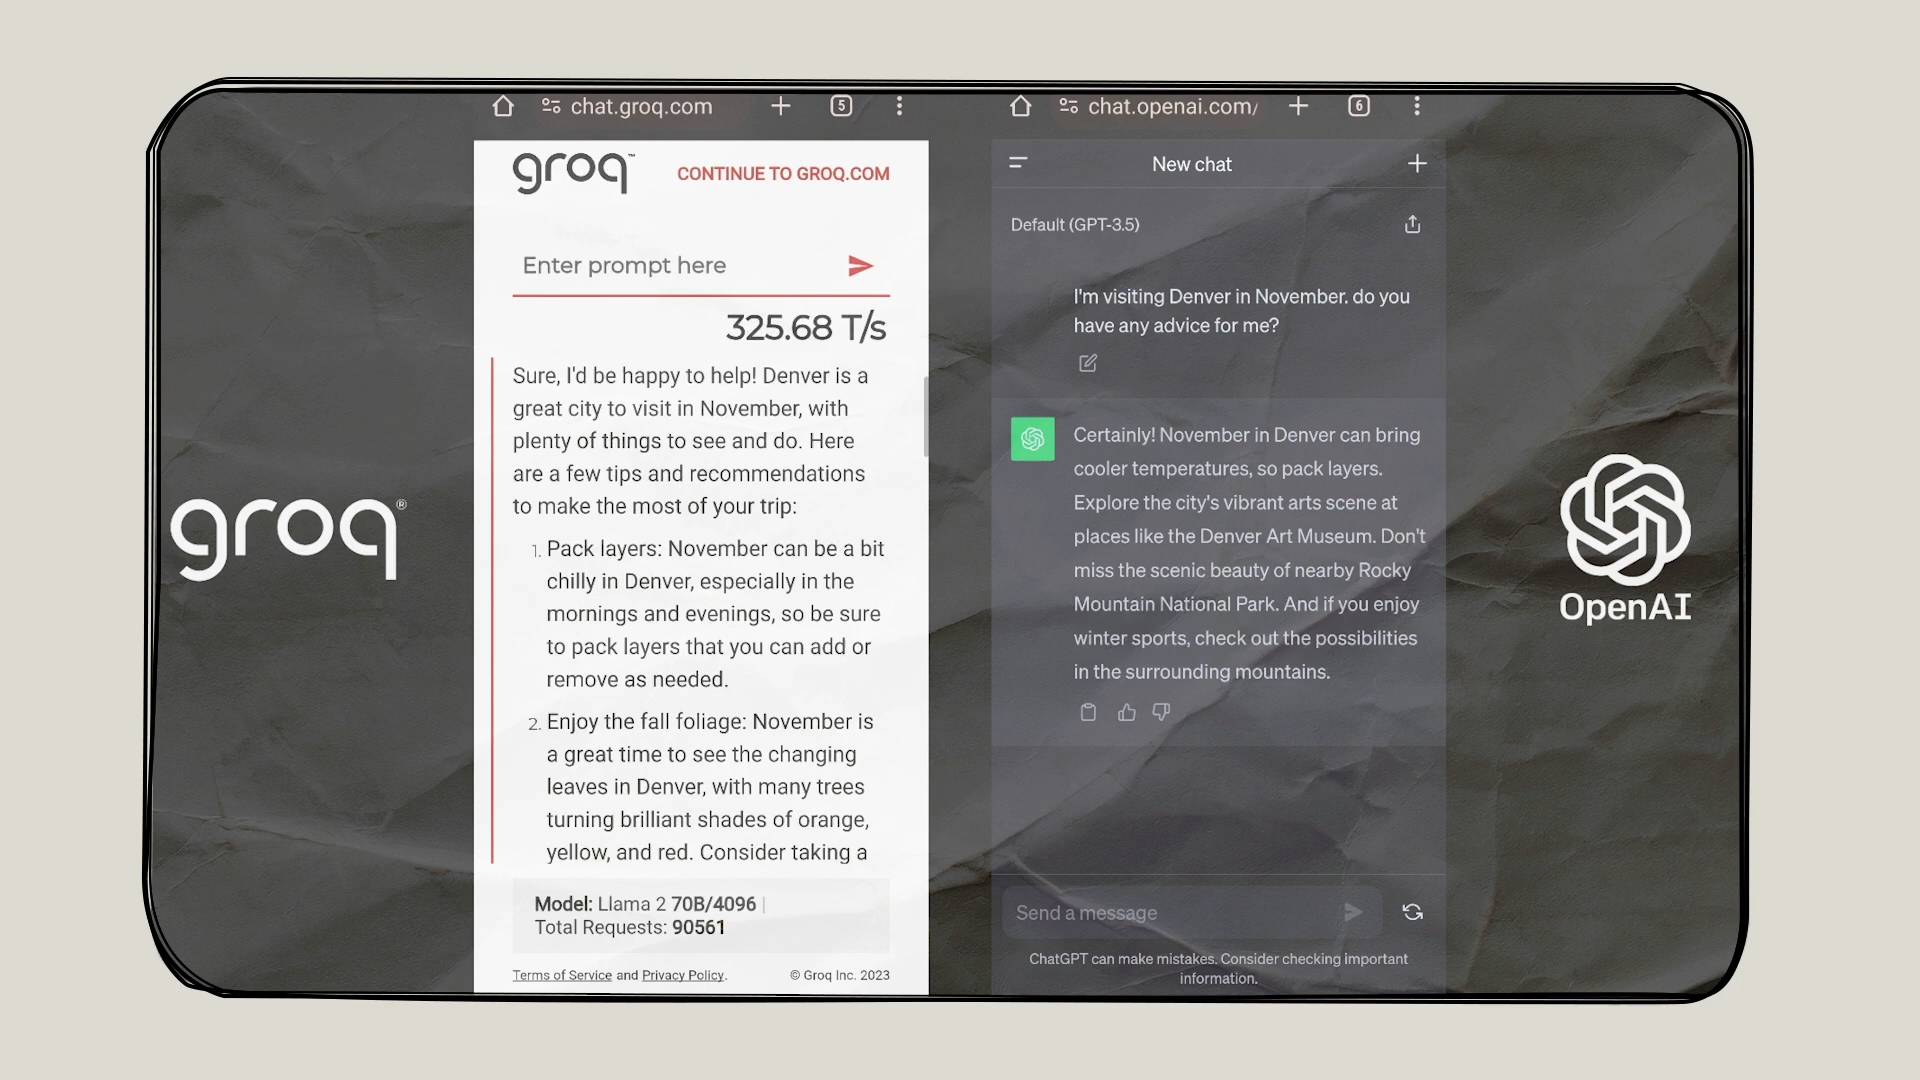 groq®
chat.groq.com
5
groq™
CONTINUE TO GROQ.COM
Enter prompt here
325.68 T/s
Sure, I'd be happy to help! Denver is a
great city to visit in November, with
plenty of things to see and do. Here
are a few tips and recommendations
to make the most of your trip:
1. Pack layers: November can be a bit
chilly in Denver, especially in the
mornings and evenings, so be sure
to pack layers that you can add or
remove as needed.
2. Enjoy the fall foliage: November is
a great time to see the changing
leaves in Denver, with many trees
turning brilliant shades of orange,
yellow, and red. Consider taking a
Model: Llama 2 70B/4096 |
Total Requests: 90561
Terms of Service and Privacy Policy.
© Groq Inc. 2023
chat.openai.com/
6
New chat
Default (GPT-3.5)
I'm visiting Denver in November. do you
have any advice for me?
Certainly! November in Denver can bring
cooler temperatures, so pack layers.
Explore the city's vibrant arts scene at
places like the Denver Art Museum. Don't
miss the scenic beauty of nearby Rocky
Mountain National Park. And if you enjoy
winter sports, check out the possibilities
in the surrounding mountains.
Send a message
ChatGPT can make mistakes. Consider checking important
information.
OpenAI